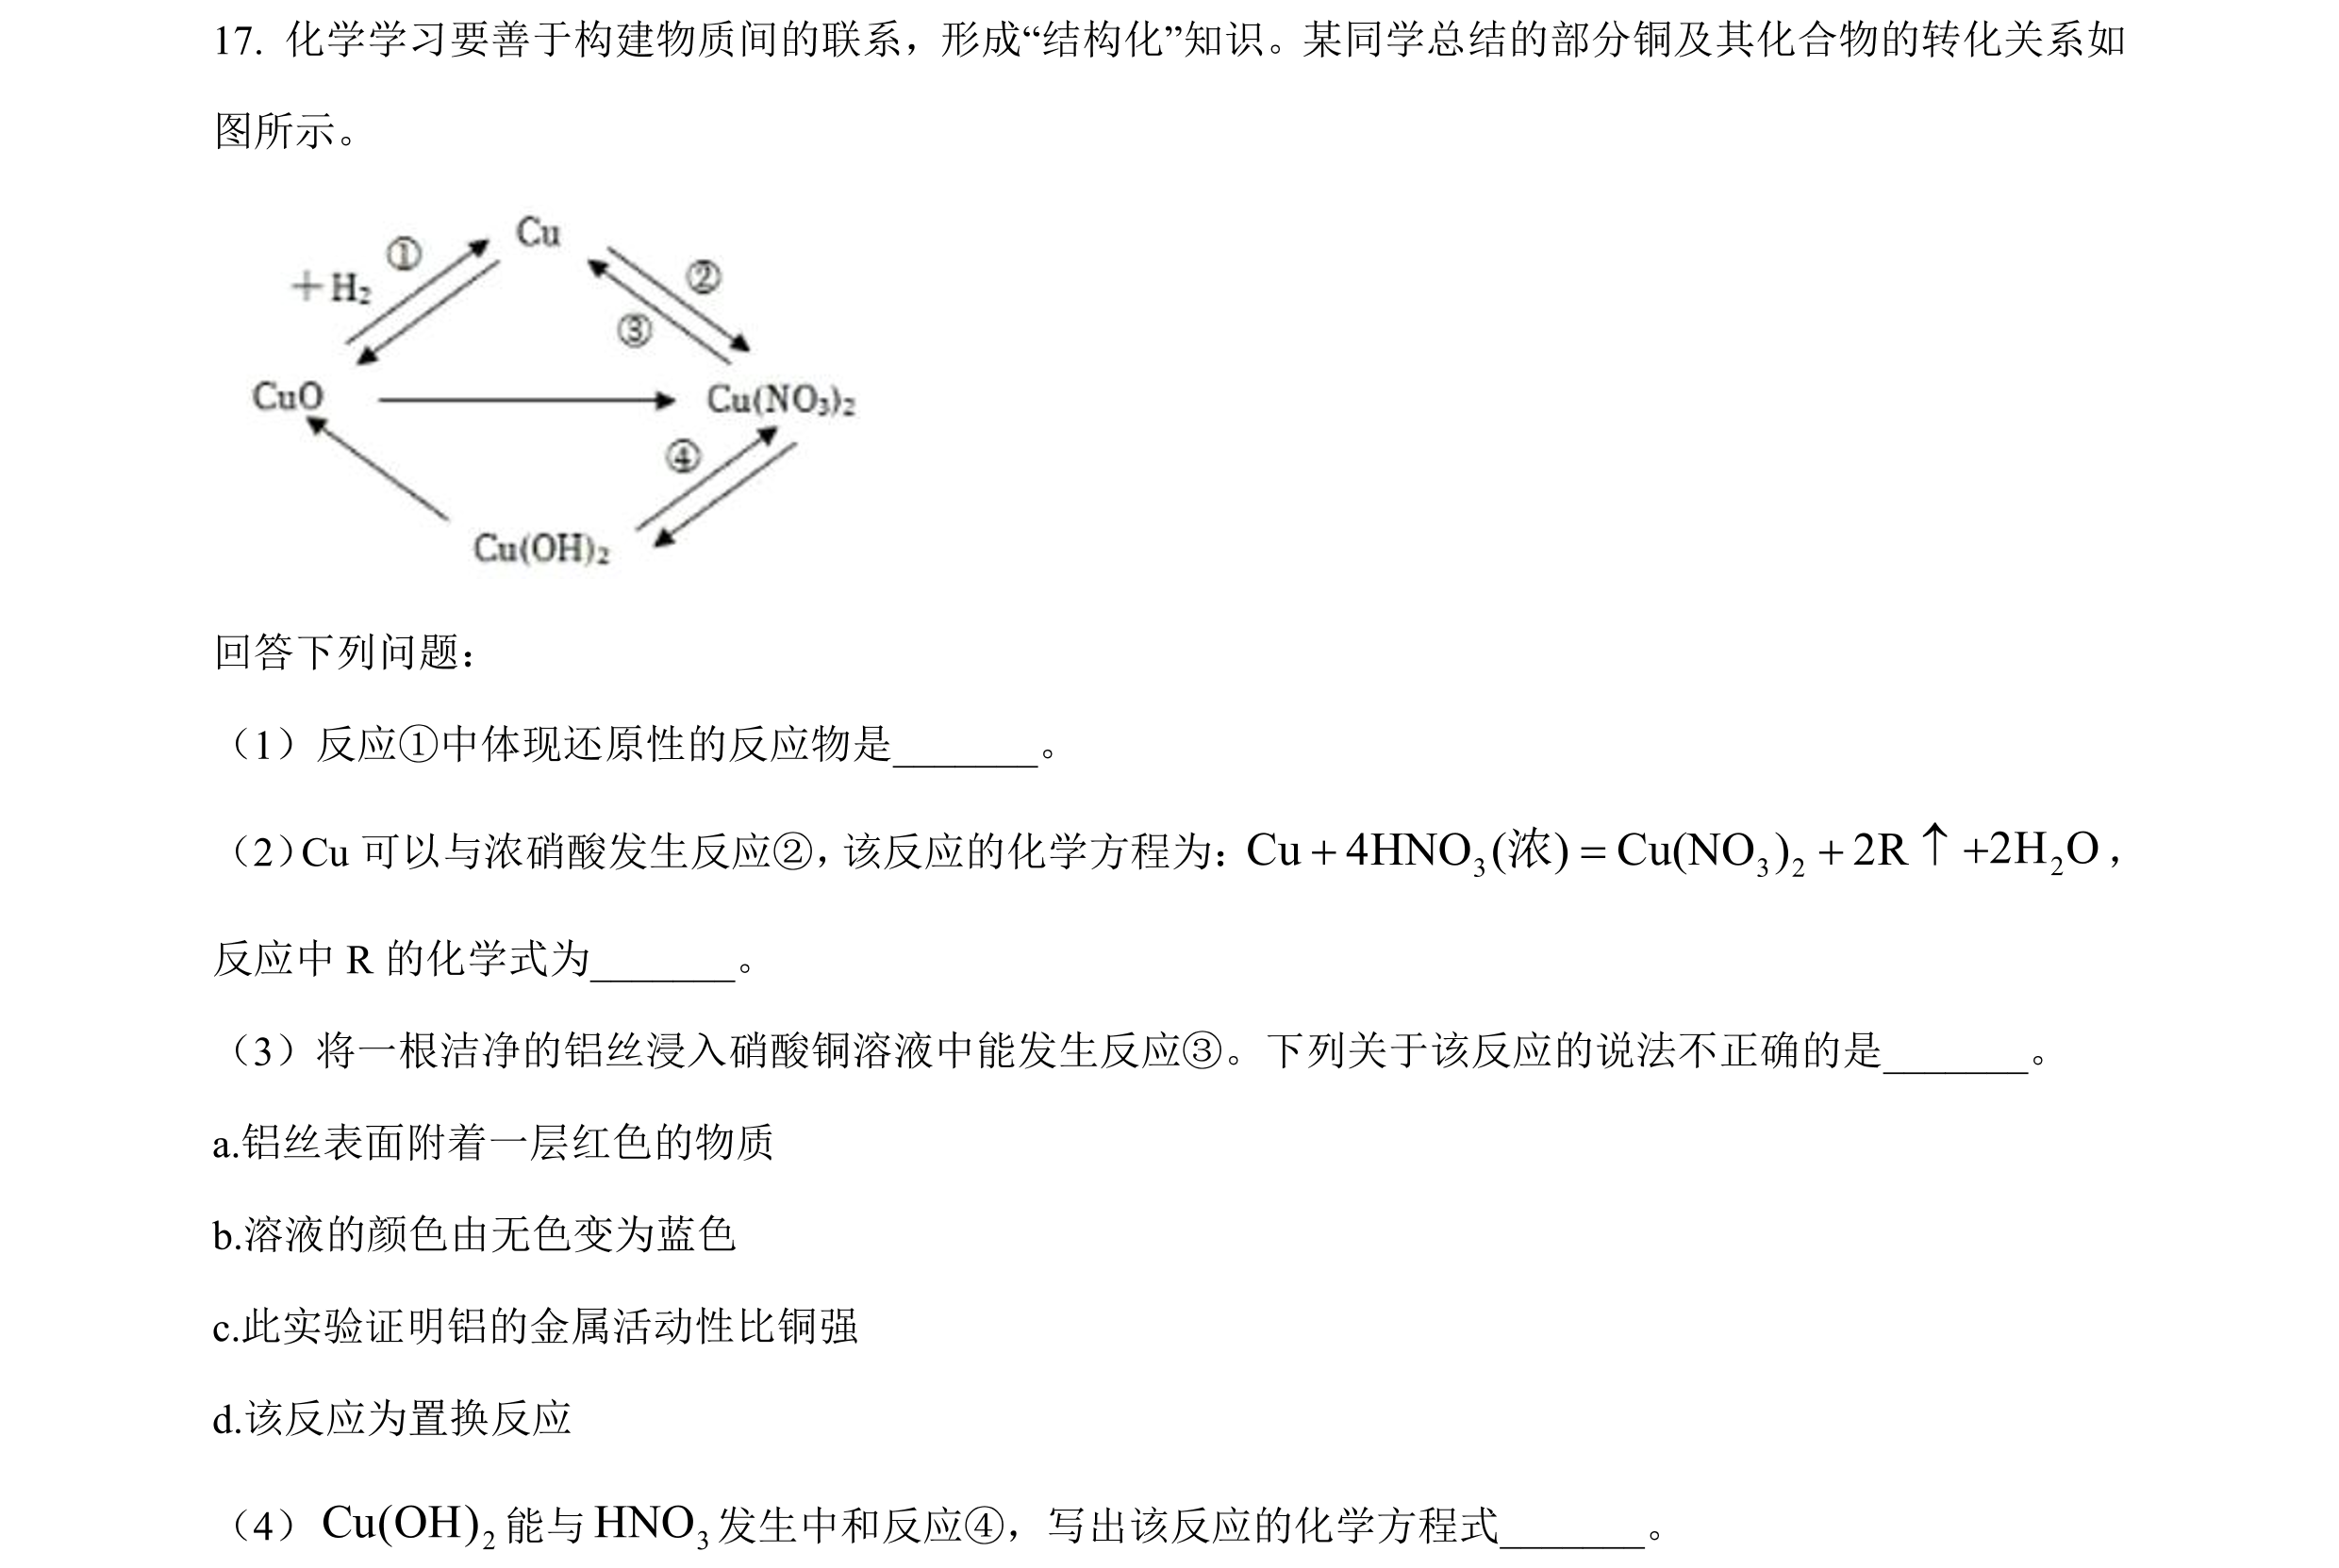 17. 化学学习要善于构建物质间的联系，形成“结构化”知识。某同学总结的部分铜及其化合物的转化关系如
图所示。
Cu
①
②
+H₂
③
CuO
Cu(NO₃)₂
④
Cu(OH)₂
回答下列问题：
（1）反应①中体现还原性的反应物是_______。
（2）Cu 可以与浓硝酸发生反应②，该反应的化学方程为：Cu+4HNO₃(浓)=Cu(NO₃)₂+2R↑+2H₂O，
反应中 R 的化学式为_______。
（3）将一根洁净的铝丝浸入硝酸铜溶液中能发生反应③。下列关于该反应的说法不正确的是_______。
a.铝丝表面附着一层红色的物质
b.溶液的颜色由无色变为蓝色
c.此实验证明铝的金属活动性比铜强
d.该反应为置换反应
（4）Cu(OH)₂能与HNO₃发生中和反应④，写出该反应的化学方程式_______。